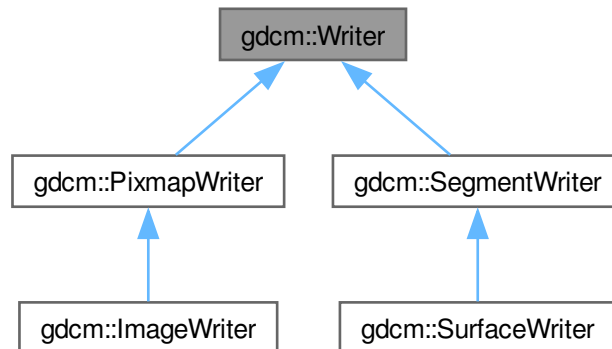 gdcm::Writer
gdcm::PixmapWriter
gdcm::SegmentWriter
gdcm::ImageWriter
gdcm::SurfaceWriter